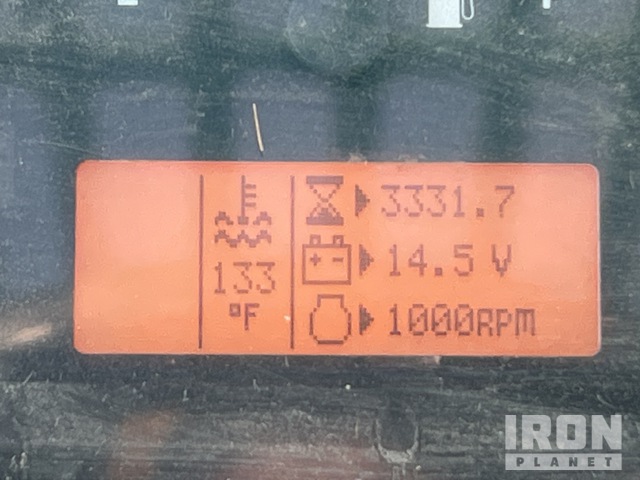 3331.7
14.5 V
133
°F
1000RPM
IRON
PLANET